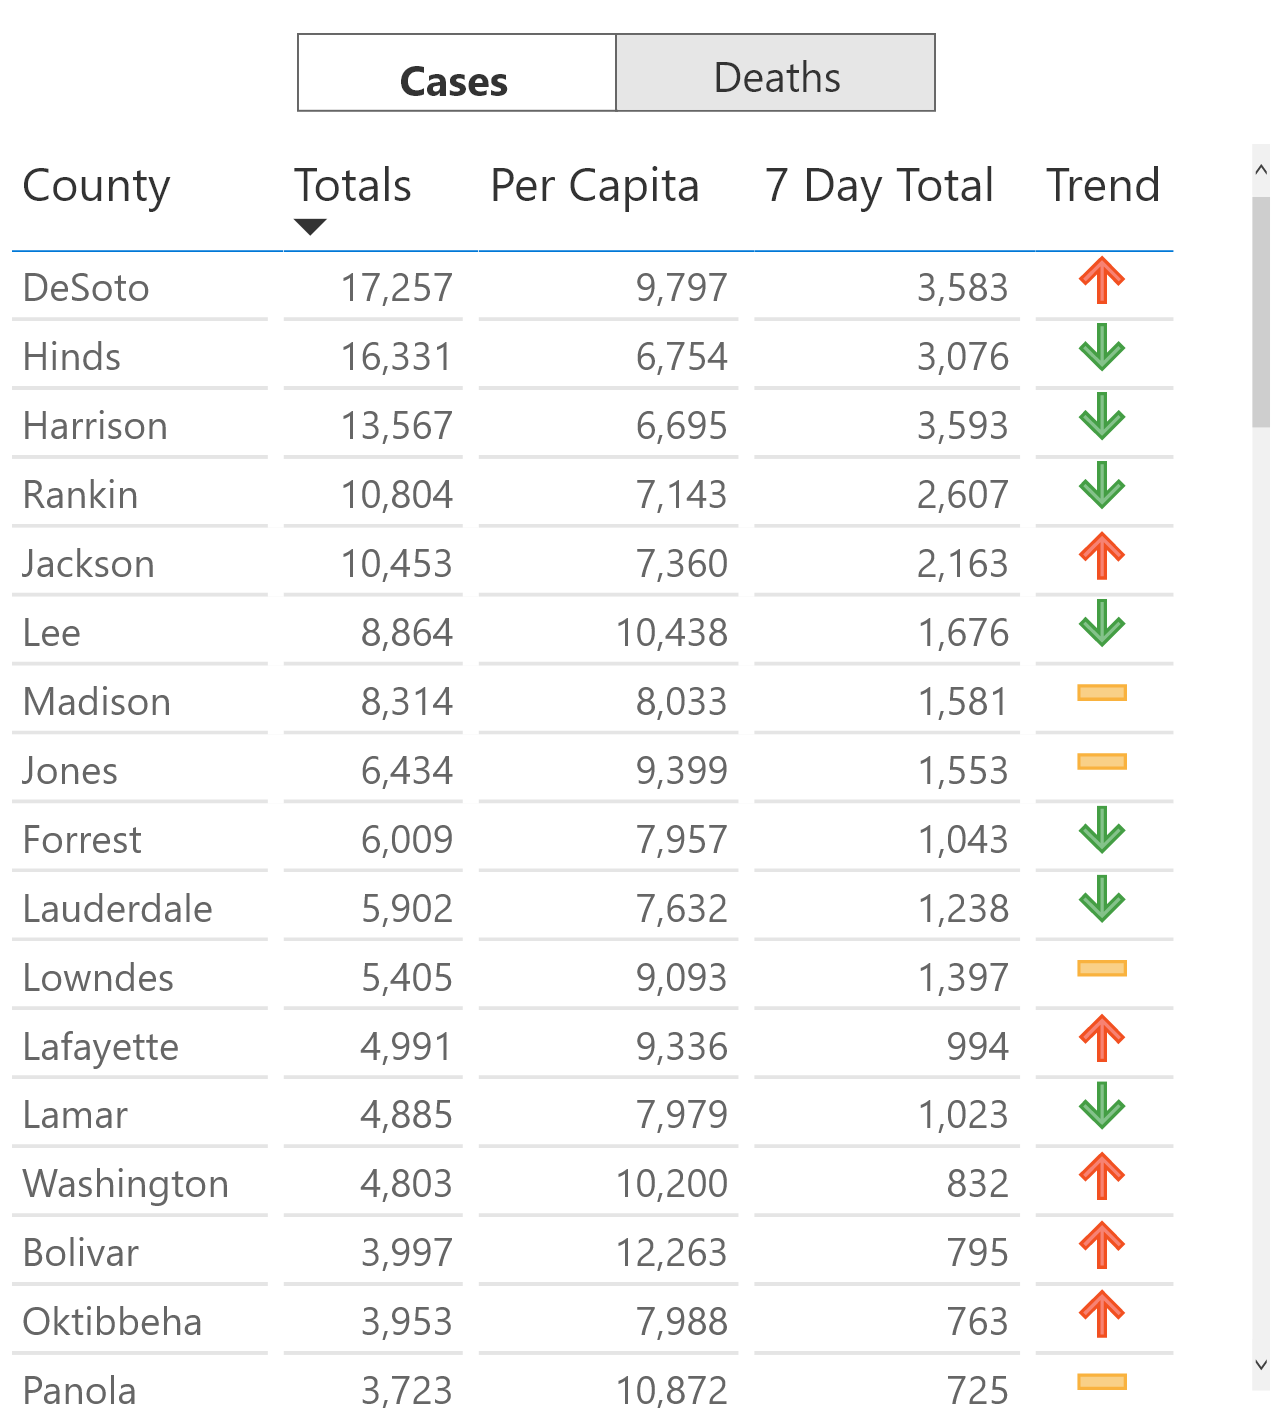 Cases Deaths
County Totals Per Capita 7 Day Total Trend
DeSoto 17,257 9,797 3,583
Hinds 16,331 6,754 3,076
Harrison 13,567 6,695 3,593
Rankin 10,804 7,143 2,607
Jackson 10,453 7,360 2,163
Lee 8,864 10,438 1,676
Madison 8,314 8,033 1,581
Jones 6,434 9,399 1,553
Forrest 6,009 7,957 1,043
Lauderdale 5,902 7,632 1,238
Lowndes 5,405 9,093 1,397
Lafayette 4,991 9,336 994
Lamar 4,885 7,979 1,023
Washington 4,803 10,200 832
Bolivar 3,997 12,263 795
Oktibbeha 3,953 7,988 763
Panola 3,723 10,872 725